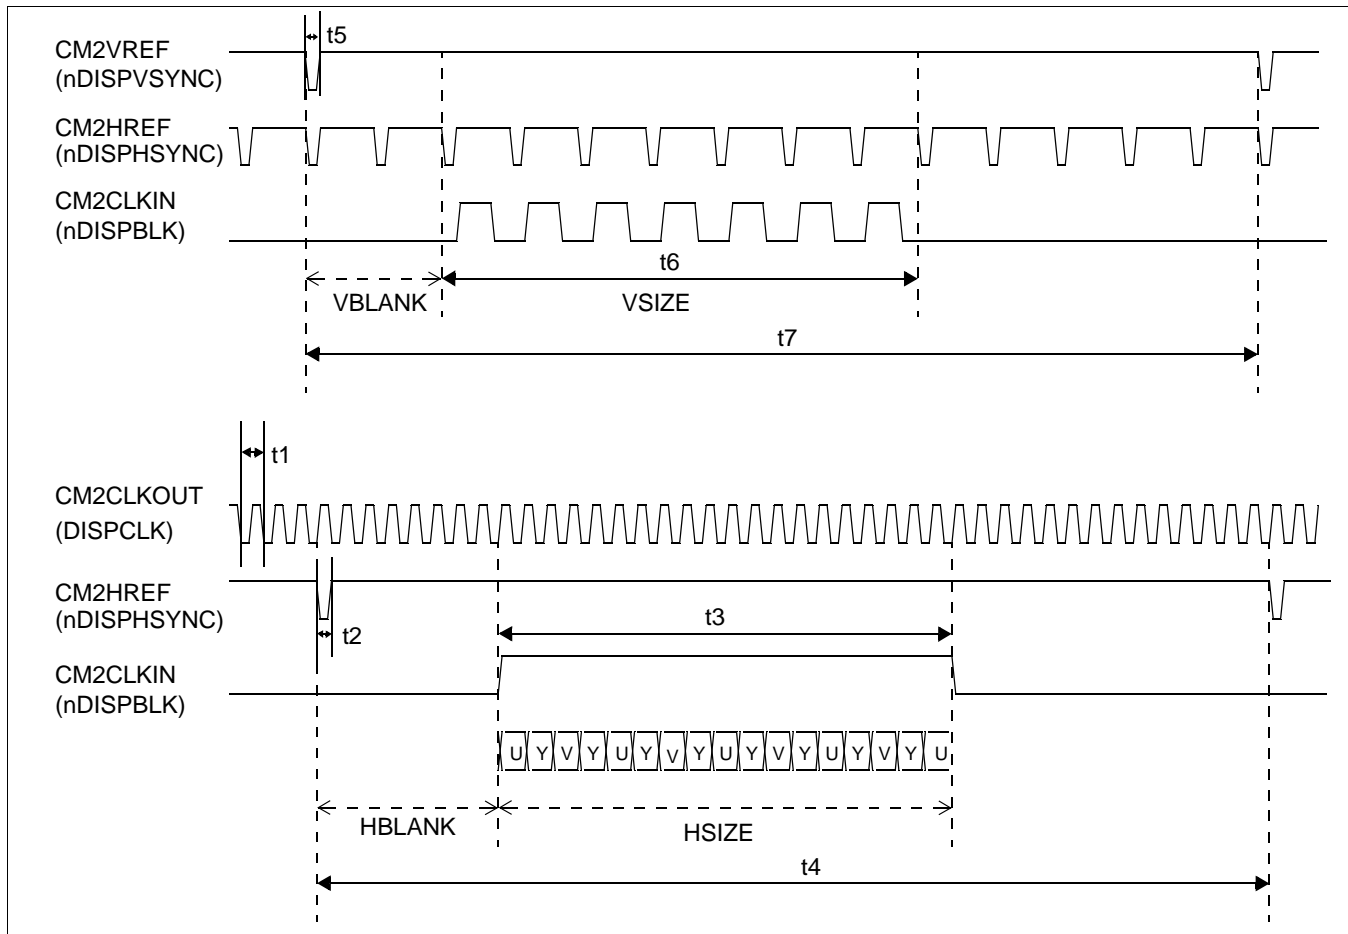 t5
CM2VREF
(nDISPVSYNC)
CM2HREF
(nDISPHSYNC)
CM2CLKIN
(nDISPBLK)
t6
VBLANK
VSIZE
t7
t1
CM2CLKOUT
(DISPCLK)
CM2HREF
(nDISPHSYNC)
t2
t3
CM2CLKIN
(nDISPBLK)
U Y V Y U Y V Y U Y V Y U Y V Y U
HBLANK
HSIZE
t4